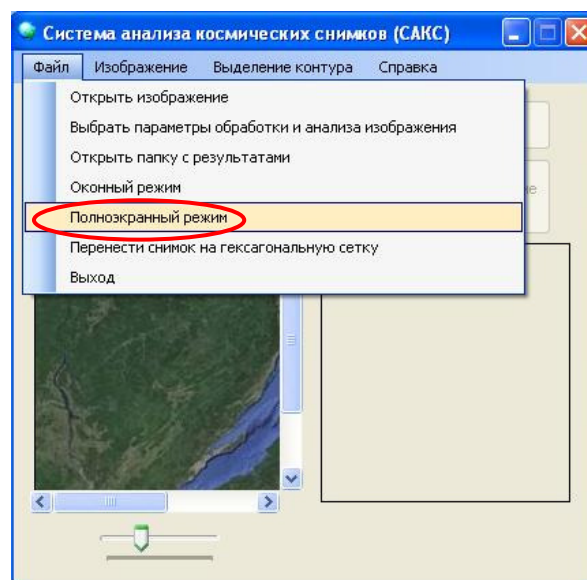 Система анализа космических снимков (САКС)
Файл Изображение Выделение контура Справка
Открыть изображение
Выбрать параметры обработки и анализа изображения
Открыть папку с результатами
Оконный режим
Полноэкранный режим
Перенести снимок на гексагональную сетку
Выход